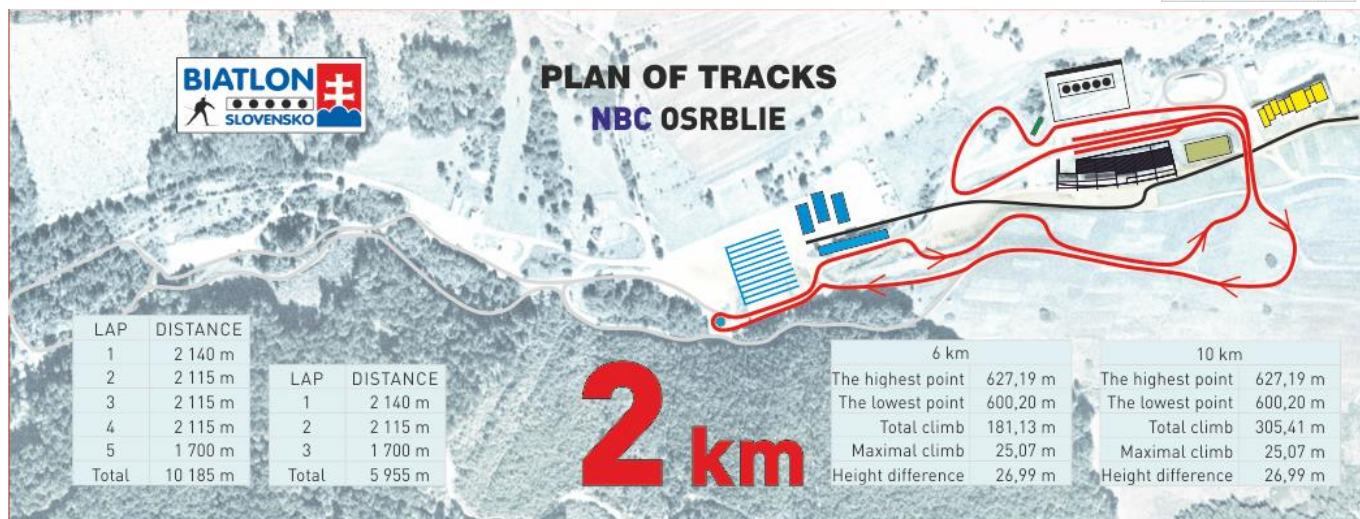 BIATLON
SLOVENSKO
PLAN OF TRACKS
NBC OSRBLIE
LAP DISTANCE
1 2 140 m
2 2 115 m
3 2 115 m
4 2 115 m
5 1 700 m
Total 10 185 m
LAP DISTANCE
1 2 140 m
2 2 115 m
3 1 700 m
Total 5 955 m
2 km
6 km
The highest point 627,19 m
The lowest point 600,20 m
Total climb 181,13 m
Maximal climb 25,07 m
Height difference 26,99 m
10 km
The highest point 627,19 m
The lowest point 600,20 m
Total climb 305,41 m
Maximal climb 25,07 m
Height difference 26,99 m